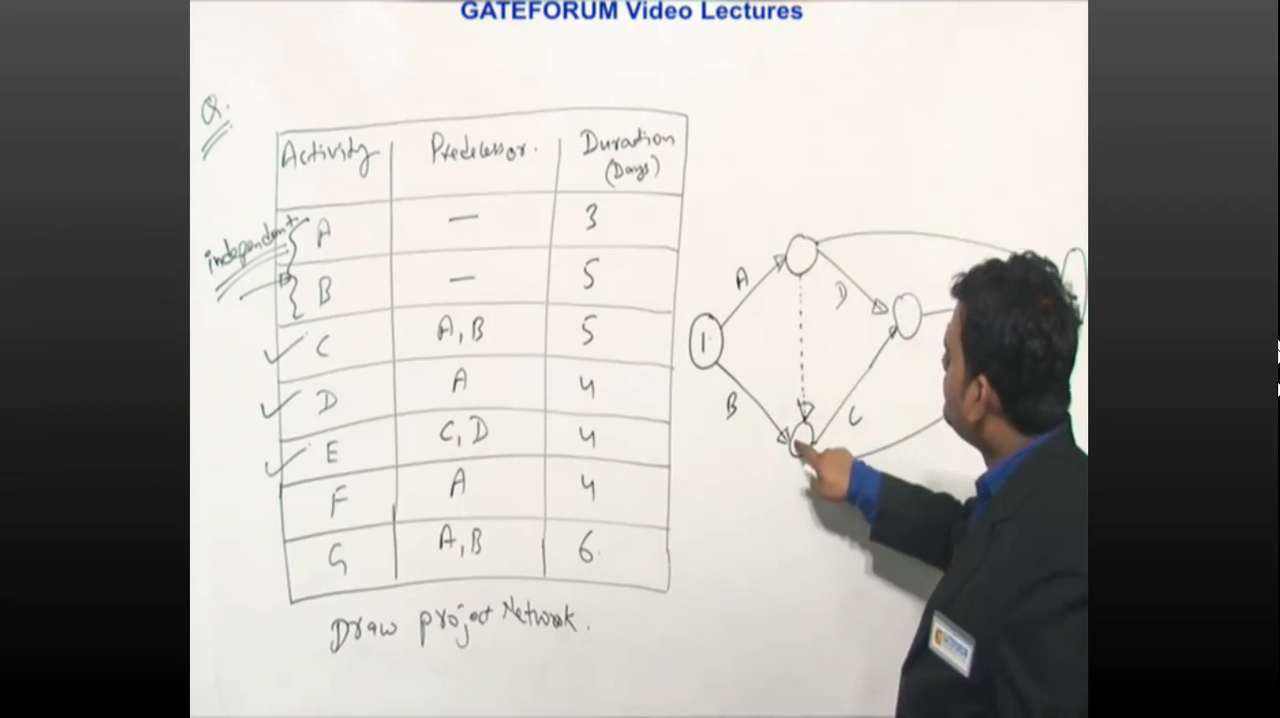 GATEFORUM Video Lectures
Q.
Activity Predecessor. Duration (Days)
independent
A — 3
B — 5
C A, B 5
D A 4
E C, D 4
F A 4
G A, B 6.
Draw project Network.
A
D
1
B
C
GATEFORUM